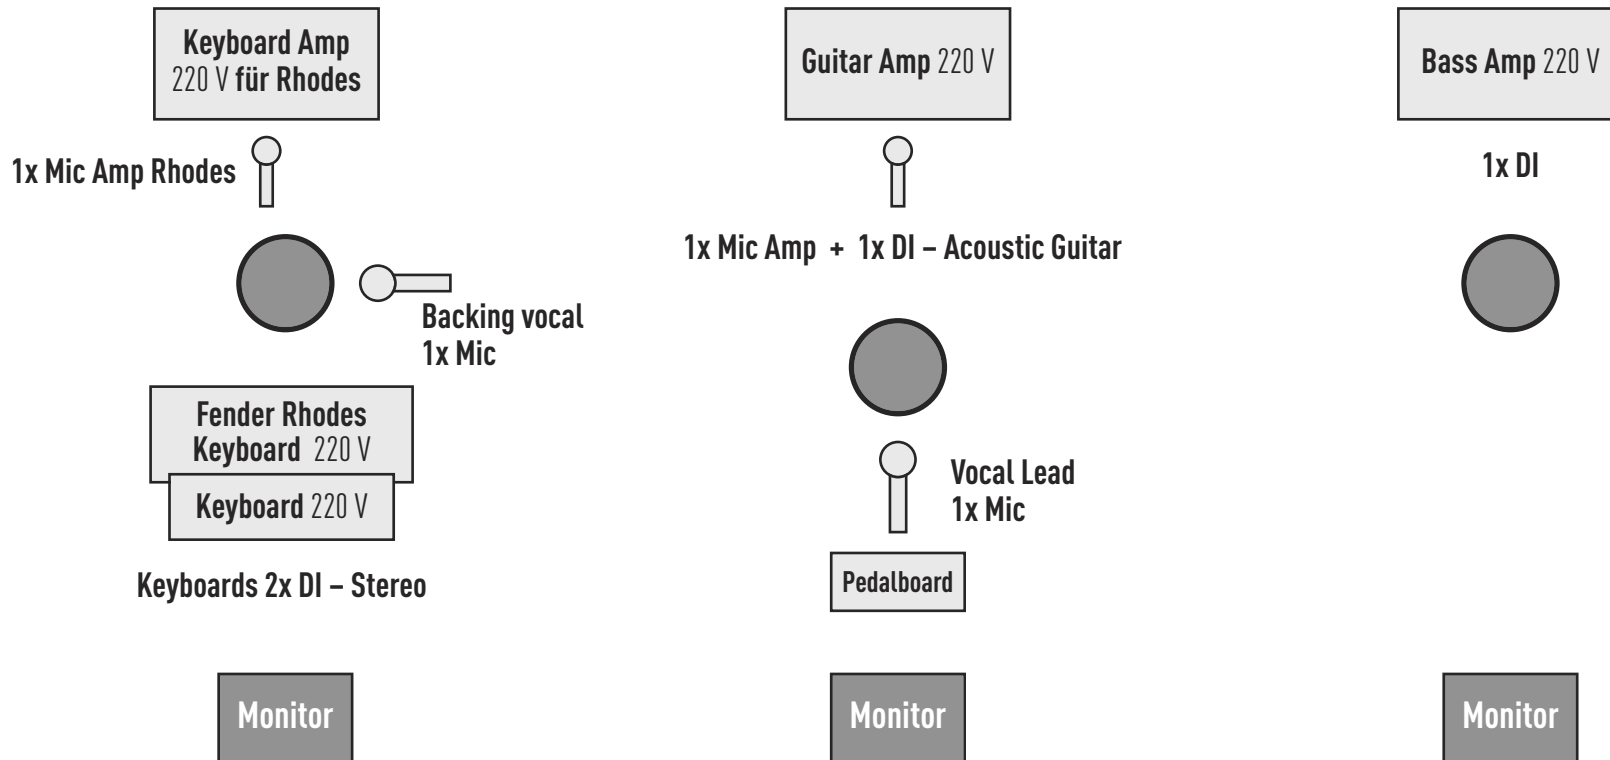 Keyboard Amp
220 V für Rhodes
1x Mic Amp Rhodes
Backing vocal
1x Mic
Fender Rhodes
Keyboard 220 V
Keyboard 220 V
Keyboards 2x DI – Stereo
Monitor
Guitar Amp 220 V
1x Mic Amp + 1x DI – Acoustic Guitar
Vocal Lead
1x Mic
Pedalboard
Monitor
Bass Amp 220 V
1x DI
Monitor